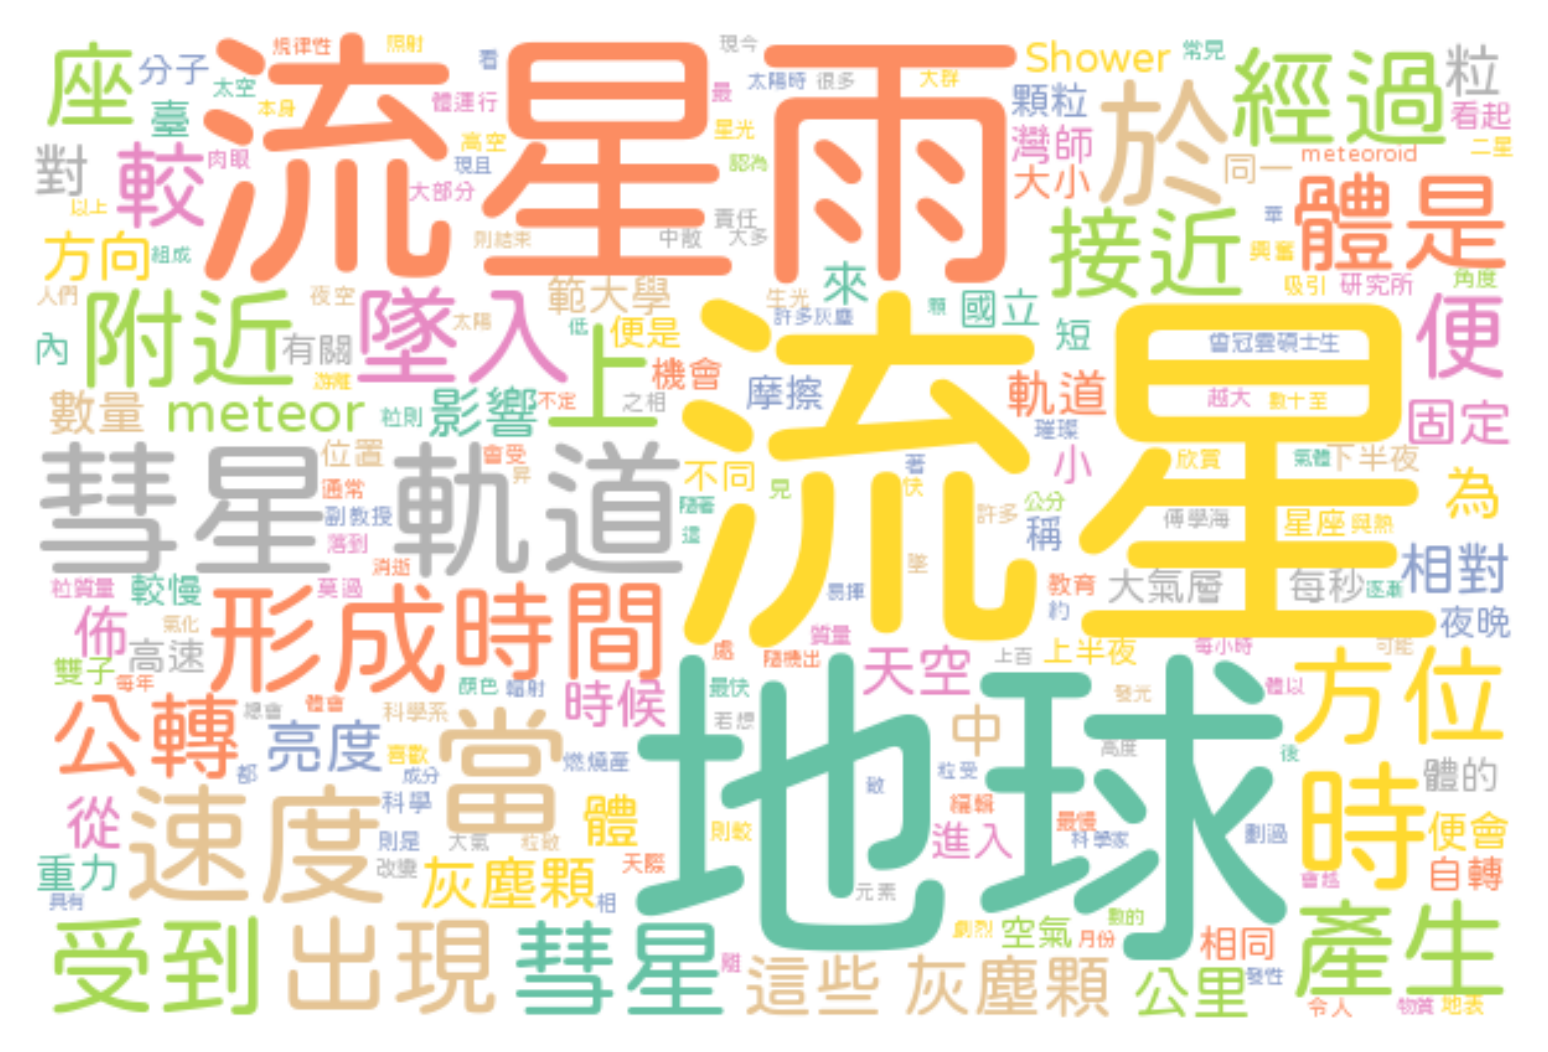 座
分子
規律性
照射
看
現今
Shower
常見
經過
粒
流星雨
太空
臺
本身
體運行
最
太陽時
很多
大群
顆粒
於
看起
對
較
肉眼
高空
現且
星光
認為
灣師
meteoroid
二星
以上
大部分
責任
大小
同一
體是
方向
組成
則結束
中散
大多
接近
華
興奮
人們
夜空
範大學
生光
來
吸引
研究所
角度
附近
墜入
太陽
低
便是
許多灰塵
顆
國立
短
便
內
有關
上
曾冠雲碩士生
流星
游離
機會
摩擦
軌道
越大
數十至
固定
數量
meteor
粒則
影響
不定
之相
璀璨
彗星軌道
位置
會受
昇
不同
著
小
欣賞
氣體
下半夜
為
通常
見
快
副教授
隨著
許多
公分
傅學海
星座
與熱
落到
這
稱
相對
消逝
墜
粒質量
較慢
莫過
易揮
教育
大氣層
每秒
逐漸
佈
氣化
形成
時間
質量
約
夜晚
雙子
高速
處
隨機出
天空
上百
上半夜
每小時
可能
每年
顏色
輻射
時候
最快
地球
發光
體以
方位
公轉
總會
體會
科學系
若想
中
亮度
喜歡
當
燃燒產
高度
後
體的
都
成分
粒受
從
速度
科學
體
散
編輯
最慢
時
便會
則是
大氣
粒散
則較
進入
科學家
劃過
重力
改變
灰塵顆
天際
元素
會越
自轉
具有
相
受到
出現
彗星
離
劇烈
空氣
數的
月份
相同
產生
這些
灰塵顆
公里
發性
令人
物質
地表